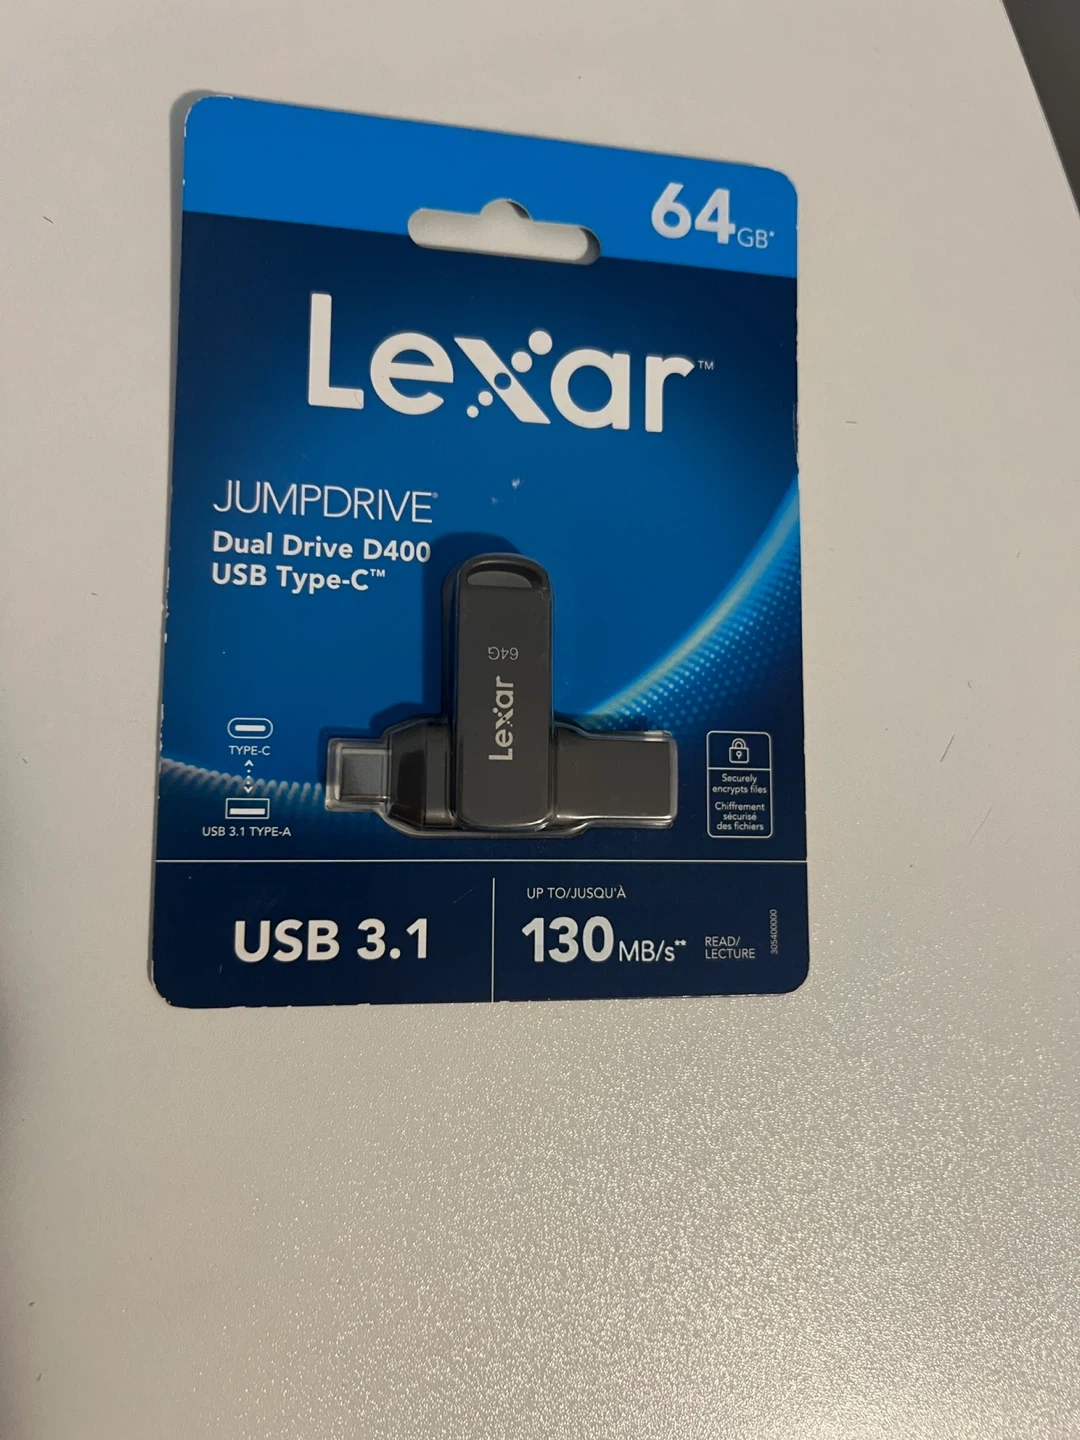 64GB*
Lexar™
JUMPDRIVE®
Dual Drive D400
USB Type-C™
64G
Lexar
TYPE-C
USB 3.1 TYPE-A
Securely
encrypts files
Chiffrement
sécurisé
des fichiers
USB 3.1
UP TO/JUSQU'À
130MB/s**
READ/
LECTURE
305400000